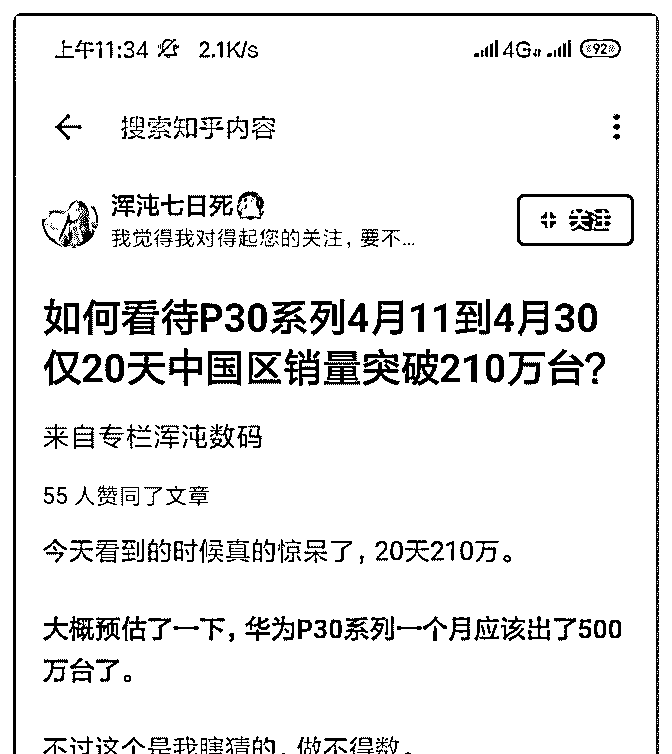 上午11:34 2.1K/s 4G 92
搜索知乎内容
浑沌七日死
我觉得我对得起您的关注，要不...
关注
如何看待P30系列4月11到4月30
仅20天中国区销量突破210万台？
来自专栏浑沌数码
55 人赞同了文章
今天看到的时候真的惊呆了，20天210万。
大概预估了一下，华为P30系列一个月应该出了500
万台了。
不过这个是我瞎猜的，做不得数。